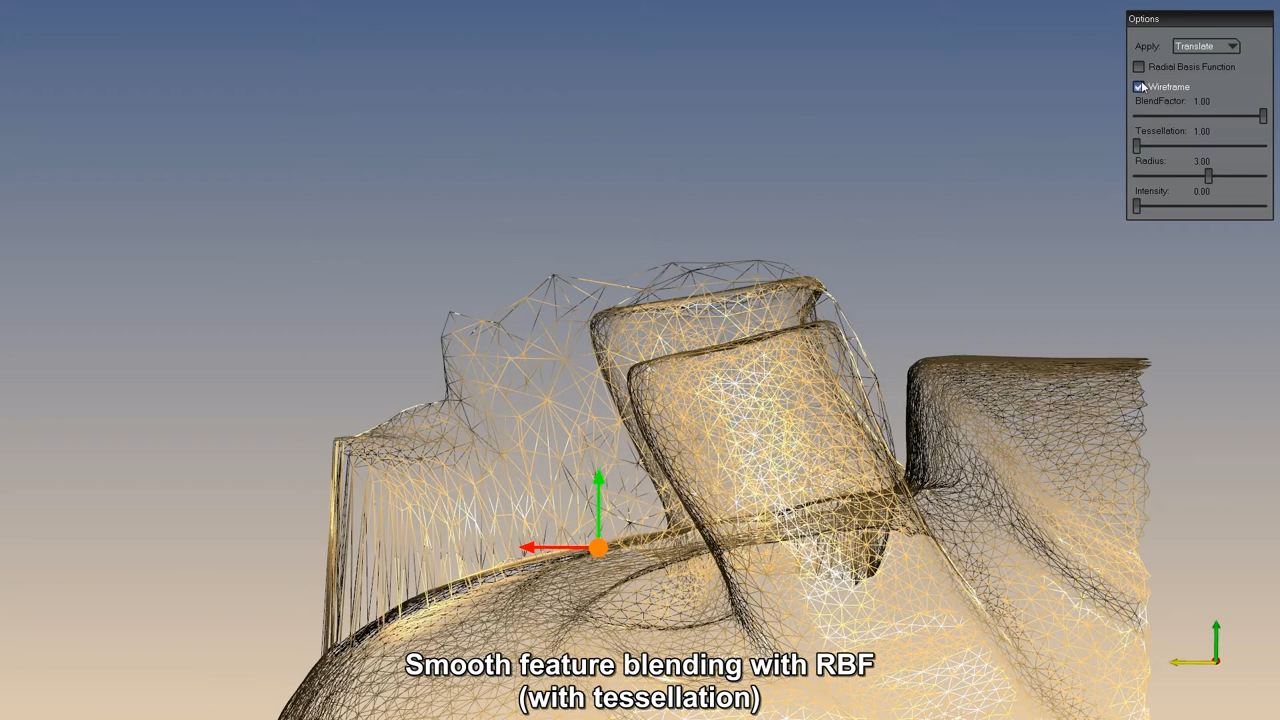 Options
Apply: Translate
Radial Basis Function
Wireframe
BlendFactor: 1.00
Tessellation: 1.00
Radius: 3.00
Intensity: 0.00
Smooth feature blending with RBF
(with tessellation)